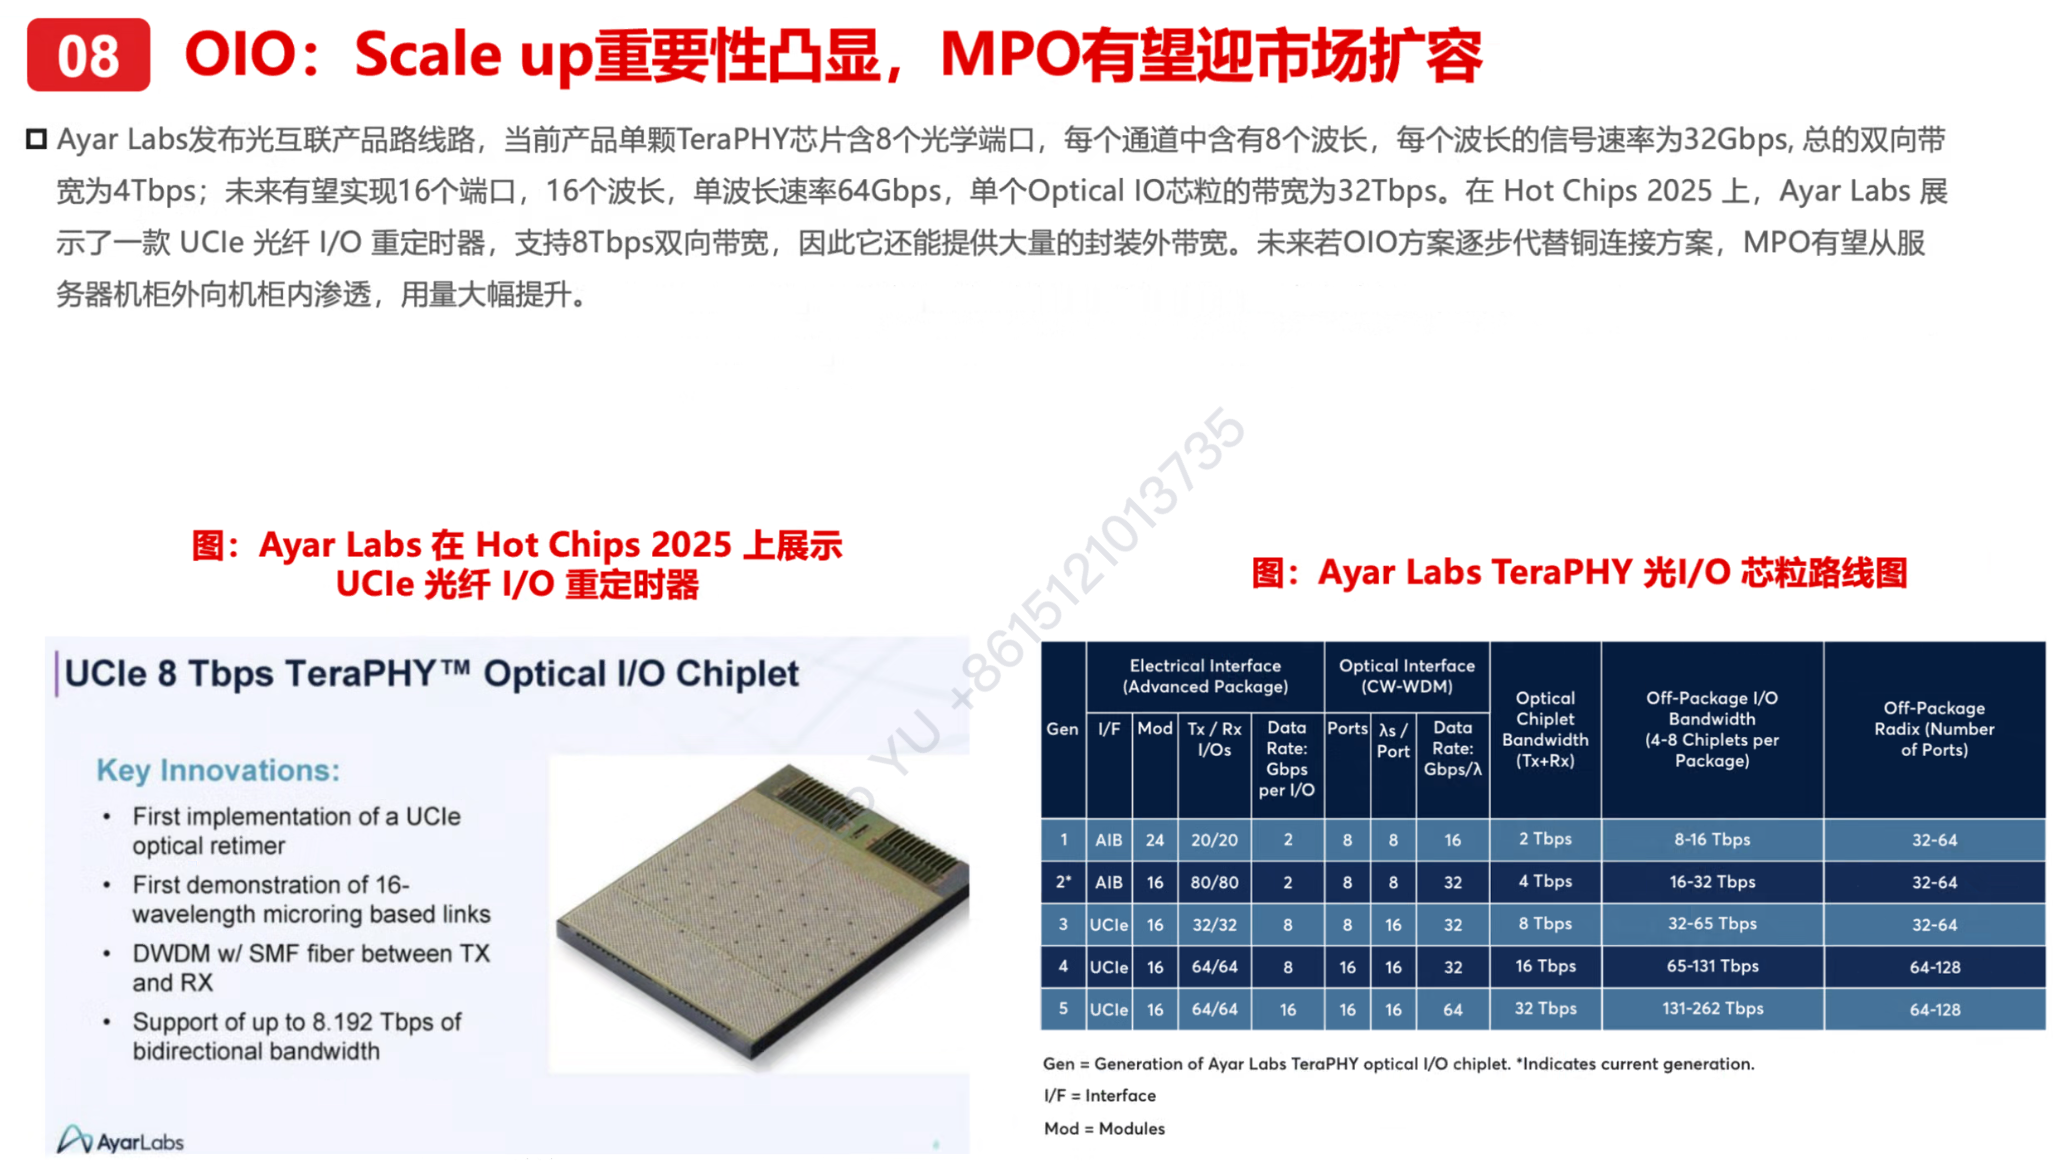 08 OIO：Scale up重要性凸显，MPO有望迎市场扩容
Ayar Labs发布光互联产品路线路，当前产品单颗TeraPHY芯片含8个光学端口，每个通道中含有8个波长，每个波长的信号速率为32Gbps, 总的双向带
宽为4Tbps；未来有望实现16个端口，16个波长，单波长速率64Gbps，单个Optical IO芯粒的带宽为32Tbps。在 Hot Chips 2025 上，Ayar Labs 展
示了一款 UCIe 光纤 I/O 重定时器，支持8Tbps双向带宽，因此它还能提供大量的封装外带宽。未来若OIO方案逐步代替铜连接方案，MPO有望从服
务器机柜外向机柜内渗透，用量大幅提升。
图：Ayar Labs 在 Hot Chips 2025 上展示
UCIe 光纤 I/O 重定时器
UCIe 8 Tbps TeraPHY™ Optical I/O Chiplet
Key Innovations:
• First implementation of a UCIe
optical retimer
• First demonstration of 16-
wavelength microring based links
• DWDM w/ SMF fiber between TX
and RX
• Support of up to 8.192 Tbps of
bidirectional bandwidth
AyarLabs
YU +8615121013735
图：Ayar Labs TeraPHY 光I/O 芯粒路线图
Electrical Interface
(Advanced Package)
Optical Interface
(CW-WDM)
Gen
I/F
Mod
Tx / Rx
I/Os
Data
Rate:
Gbps
per I/O
Ports
λs /
Port
Data
Rate:
Gbps/λ
Optical
Chiplet
Bandwidth
(Tx+Rx)
Off-Package I/O
Bandwidth
(4-8 Chiplets per
Package)
Off-Package
Radix (Number
of Ports)
1 AIB 24 20/20 2 8 8 16 2 Tbps 8-16 Tbps 32-64
2* AIB 16 80/80 2 8 8 32 4 Tbps 16-32 Tbps 32-64
3 UCIe 16 32/32 8 8 16 32 8 Tbps 32-65 Tbps 32-64
4 UCIe 16 64/64 8 16 16 32 16 Tbps 65-131 Tbps 64-128
5 UCIe 16 64/64 16 16 16 64 32 Tbps 131-262 Tbps 64-128
Gen = Generation of Ayar Labs TeraPHY optical I/O chiplet. *Indicates current generation.
I/F = Interface
Mod = Modules